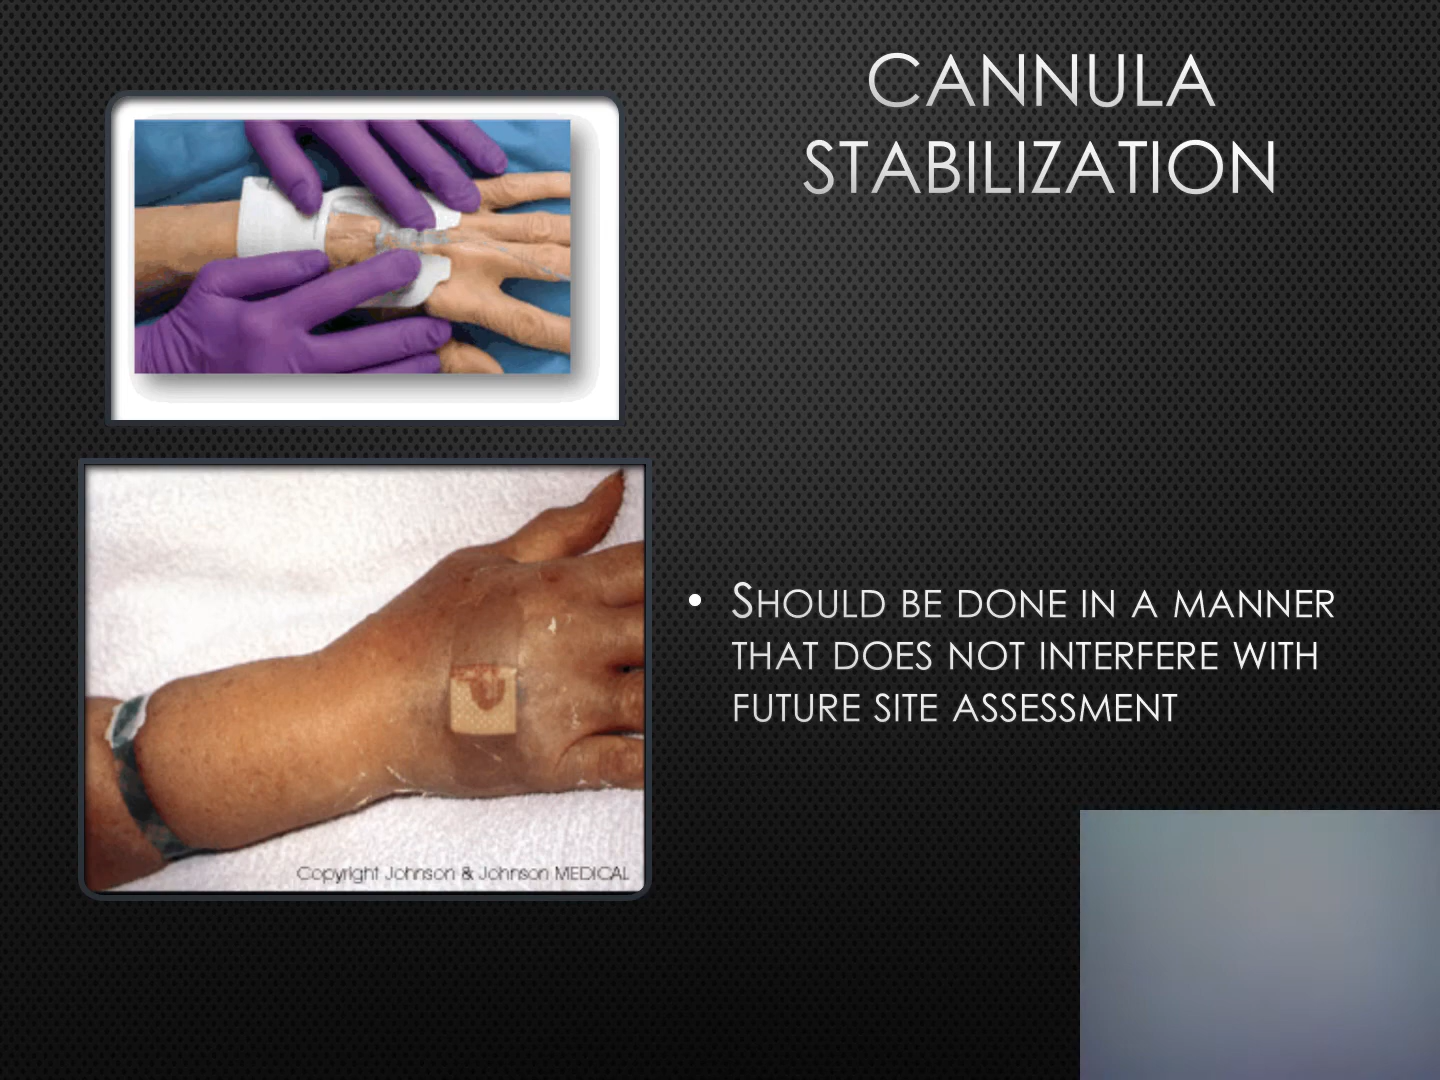 CANNULA
STABILIZATION
• SHOULD BE DONE IN A MANNER
THAT DOES NOT INTERFERE WITH
FUTURE SITE ASSESSMENT
Copyright Johnson & Johnson MEDICAL